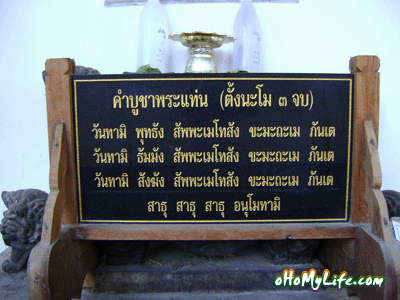 คำบูชาพระแท่น (ตั้งนะโม ๓ จบ)
วันทามิ พุทธัง สัพพะเมโทสัง ขะมะถะเม ภันเต
วันทามิ ธัมมัง สัพพะเมโทสัง ขะมะถะเม ภันเต
วันทามิ สังฆัง สัพพะเมโทสัง ขะมะถะเม ภันเต
สาธุ สาธุ สาธุ อนุโมทามิ
oHoMyLife.com